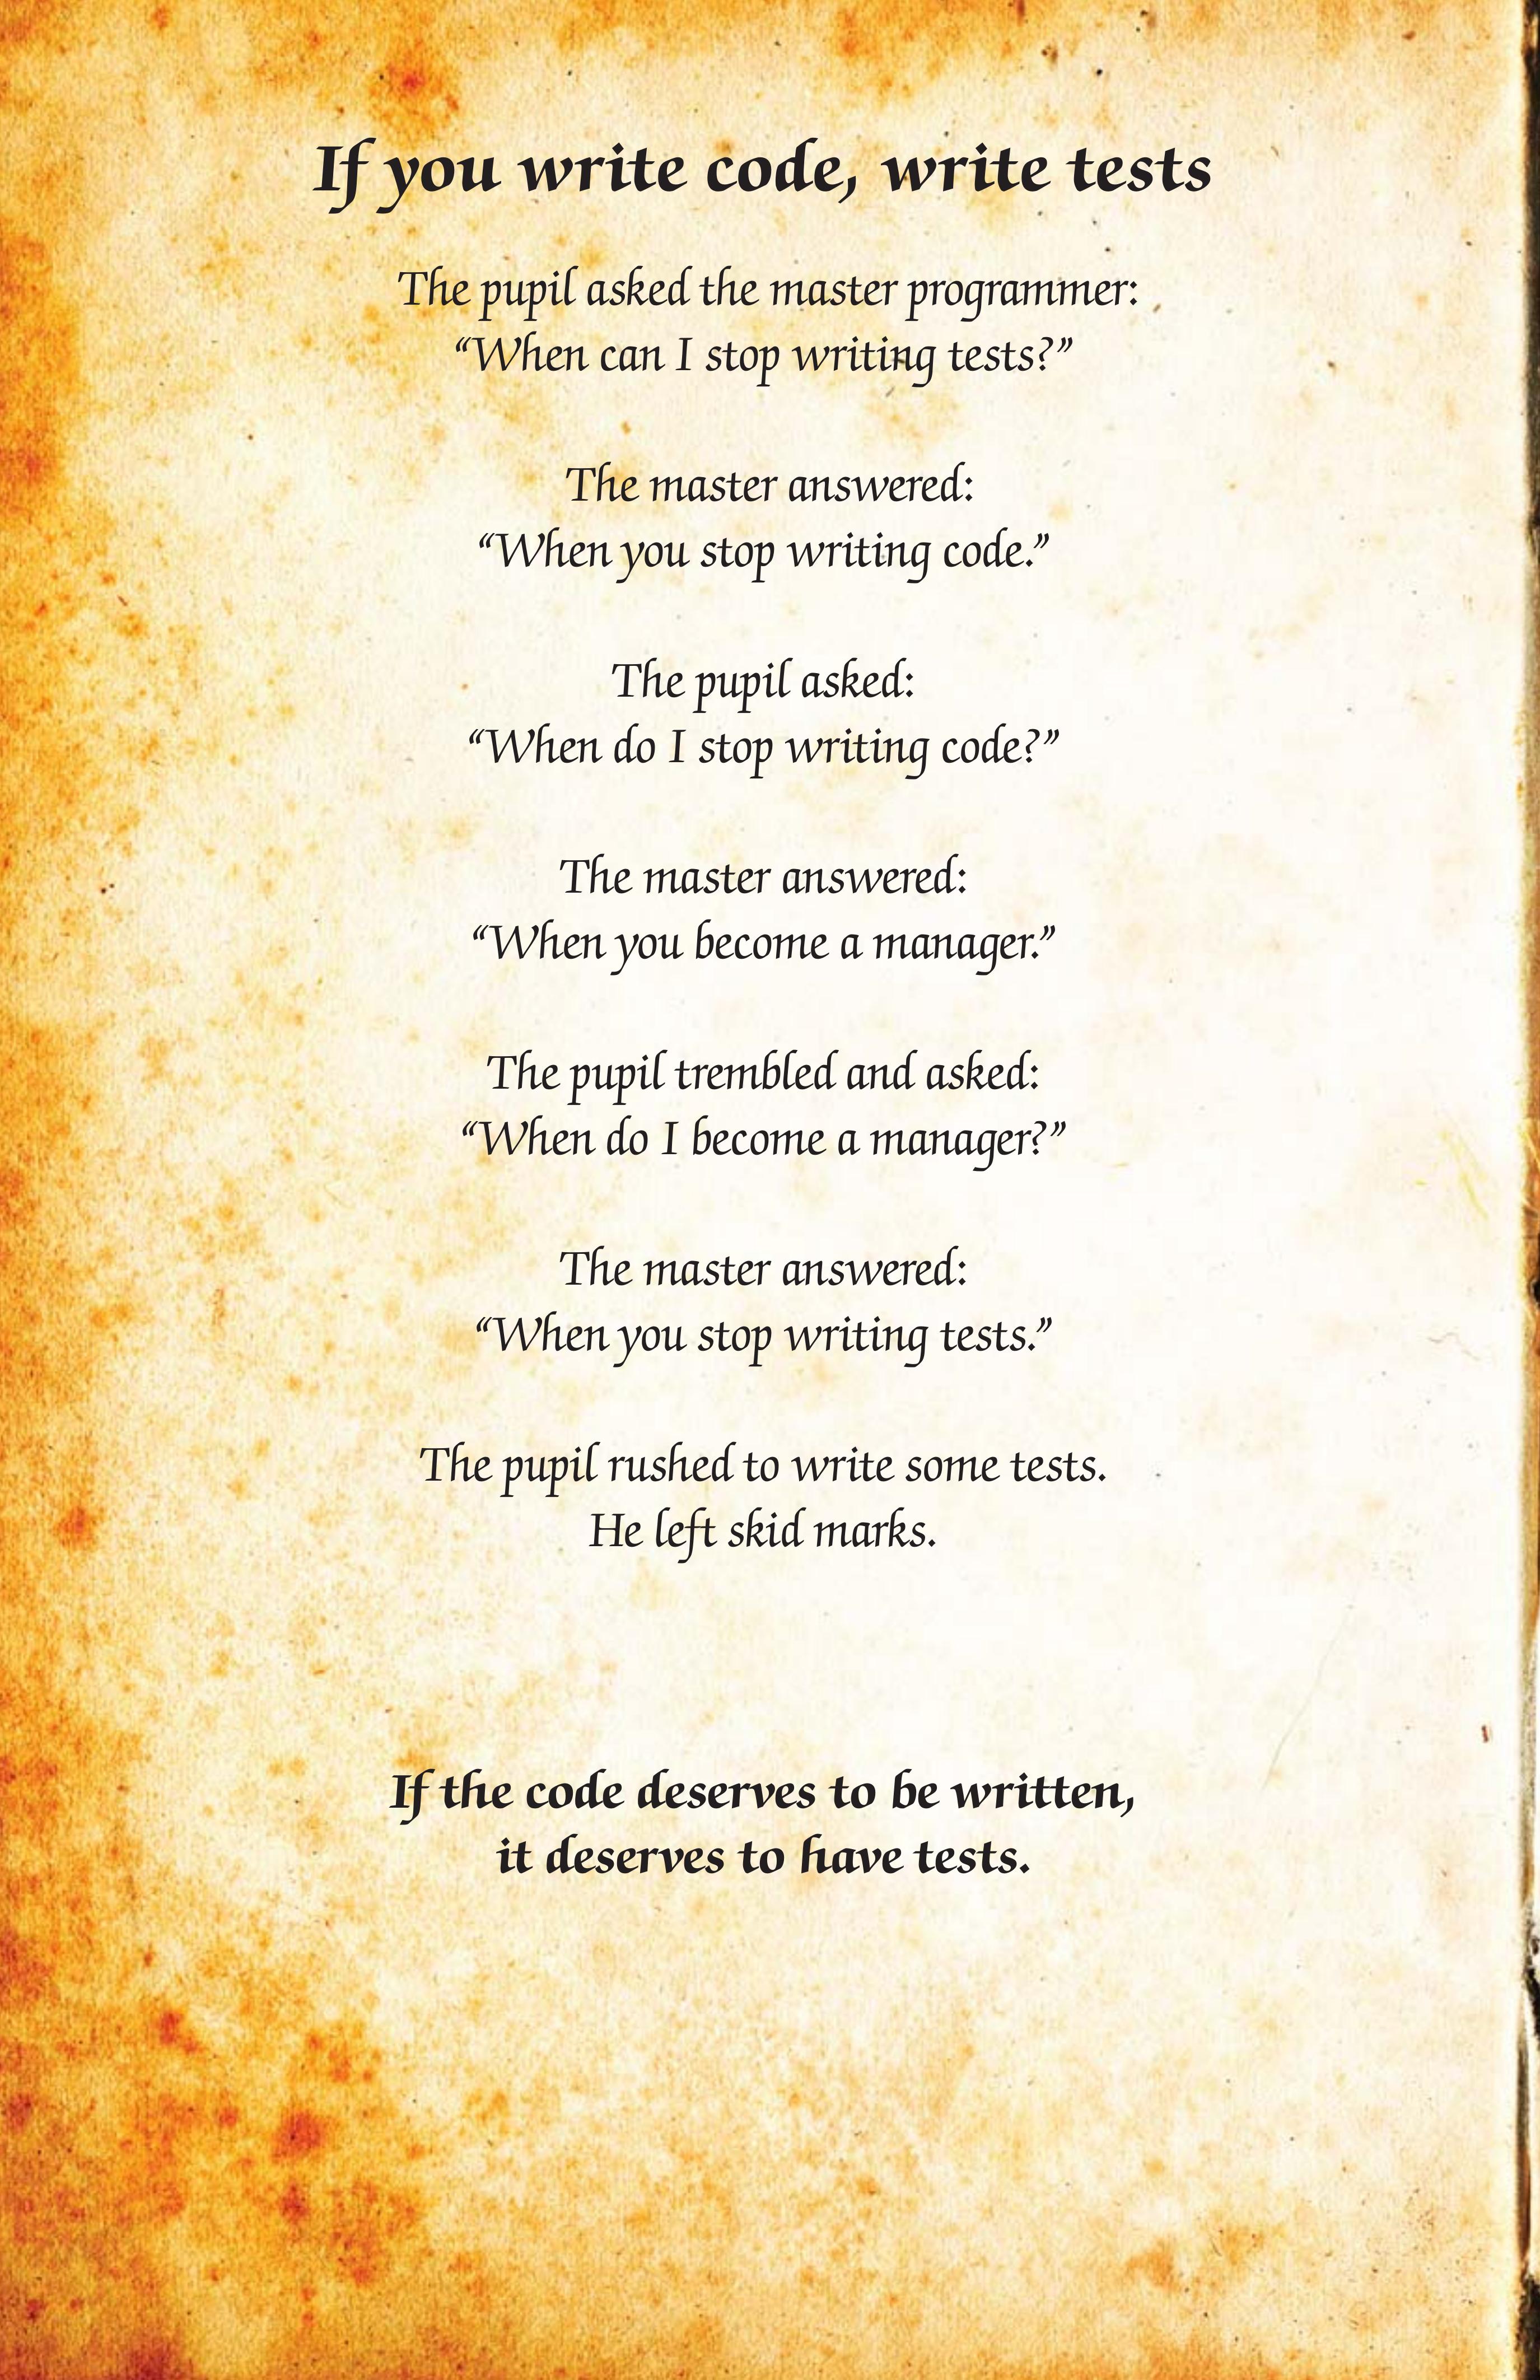 If you write code, write tests
The pupil asked the master programmer:
“When can I stop writing tests?”
The master answered:
“When you stop writing code.”
The pupil asked:
“When do I stop writing code?”
The master answered:
“When you become a manager.”
The pupil trembled and asked:
“When do I become a manager?”
The master answered:
“When you stop writing tests.”
The pupil rushed to write some tests.
He left skid marks.
If the code deserves to be written,
it deserves to have tests.